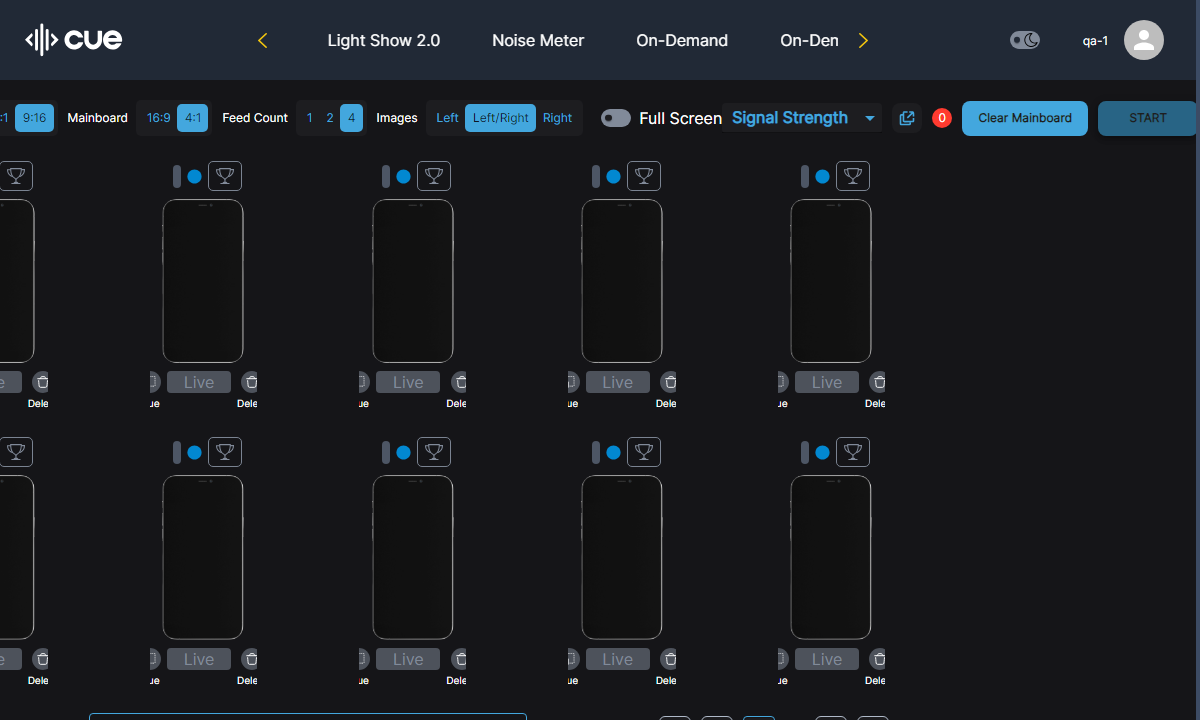 cue
Light Show 2.0 Noise Meter On-Demand On-Den
qa-1
:1 9:16 Mainboard 16:9 4:1 Feed Count 1 2 4 Images Left Left/Right Right Full Screen Signal Strength 0 Clear Mainboard START
e Live Live Live Live
Dele ue Dele ue Dele ue Dele ue Dele
e Live Live Live Live
Dele ue Dele ue Dele ue Dele ue Dele